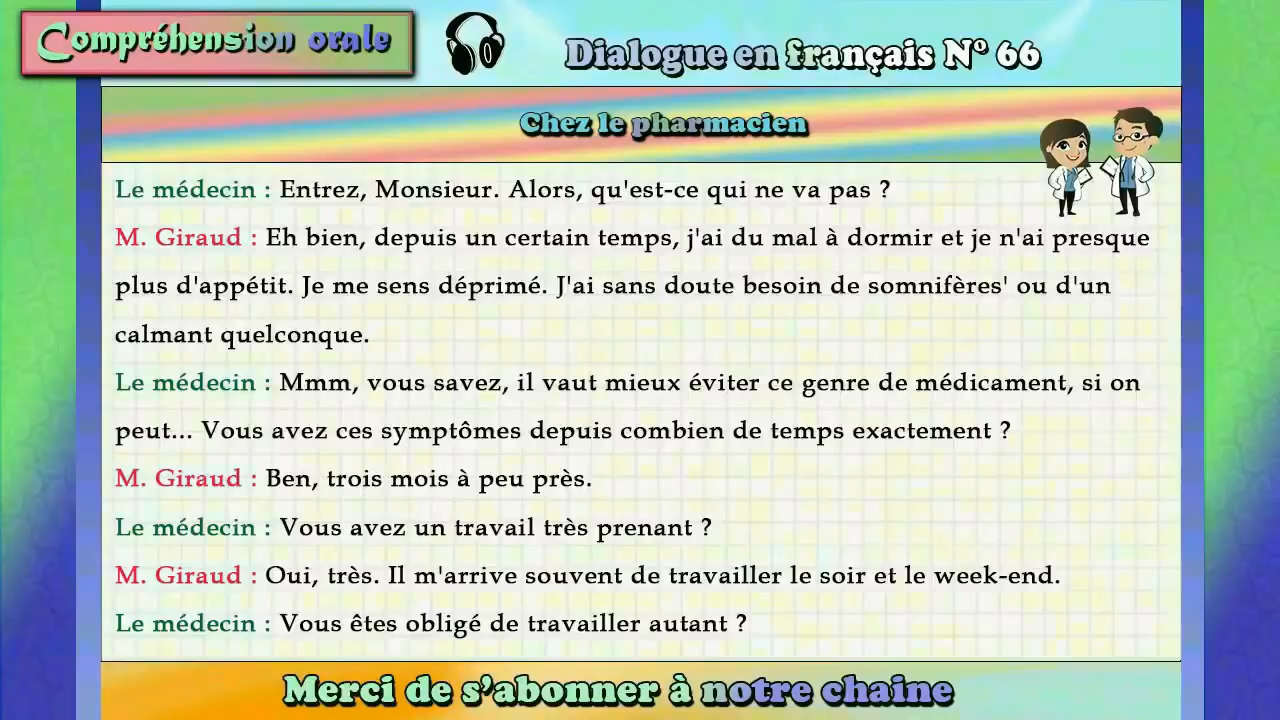 Compréhension orale
Dialogue en français N° 66
Chez le pharmacien
Le médecin : Entrez, Monsieur. Alors, qu'est-ce qui ne va pas ?
M. Giraud : Eh bien, depuis un certain temps, j'ai du mal à dormir et je n'ai presque
plus d'appétit. Je me sens déprimé. J'ai sans doute besoin de somnifères' ou d'un
calmant quelconque.
Le médecin : Mmm, vous savez, il vaut mieux éviter ce genre de médicament, si on
peut... Vous avez ces symptômes depuis combien de temps exactement ?
M. Giraud : Ben, trois mois à peu près.
Le médecin : Vous avez un travail très prenant ?
M. Giraud : Oui, très. Il m'arrive souvent de travailler le soir et le week-end.
Le médecin : Vous êtes obligé de travailler autant ?
Merci de s'abonner à notre chaine